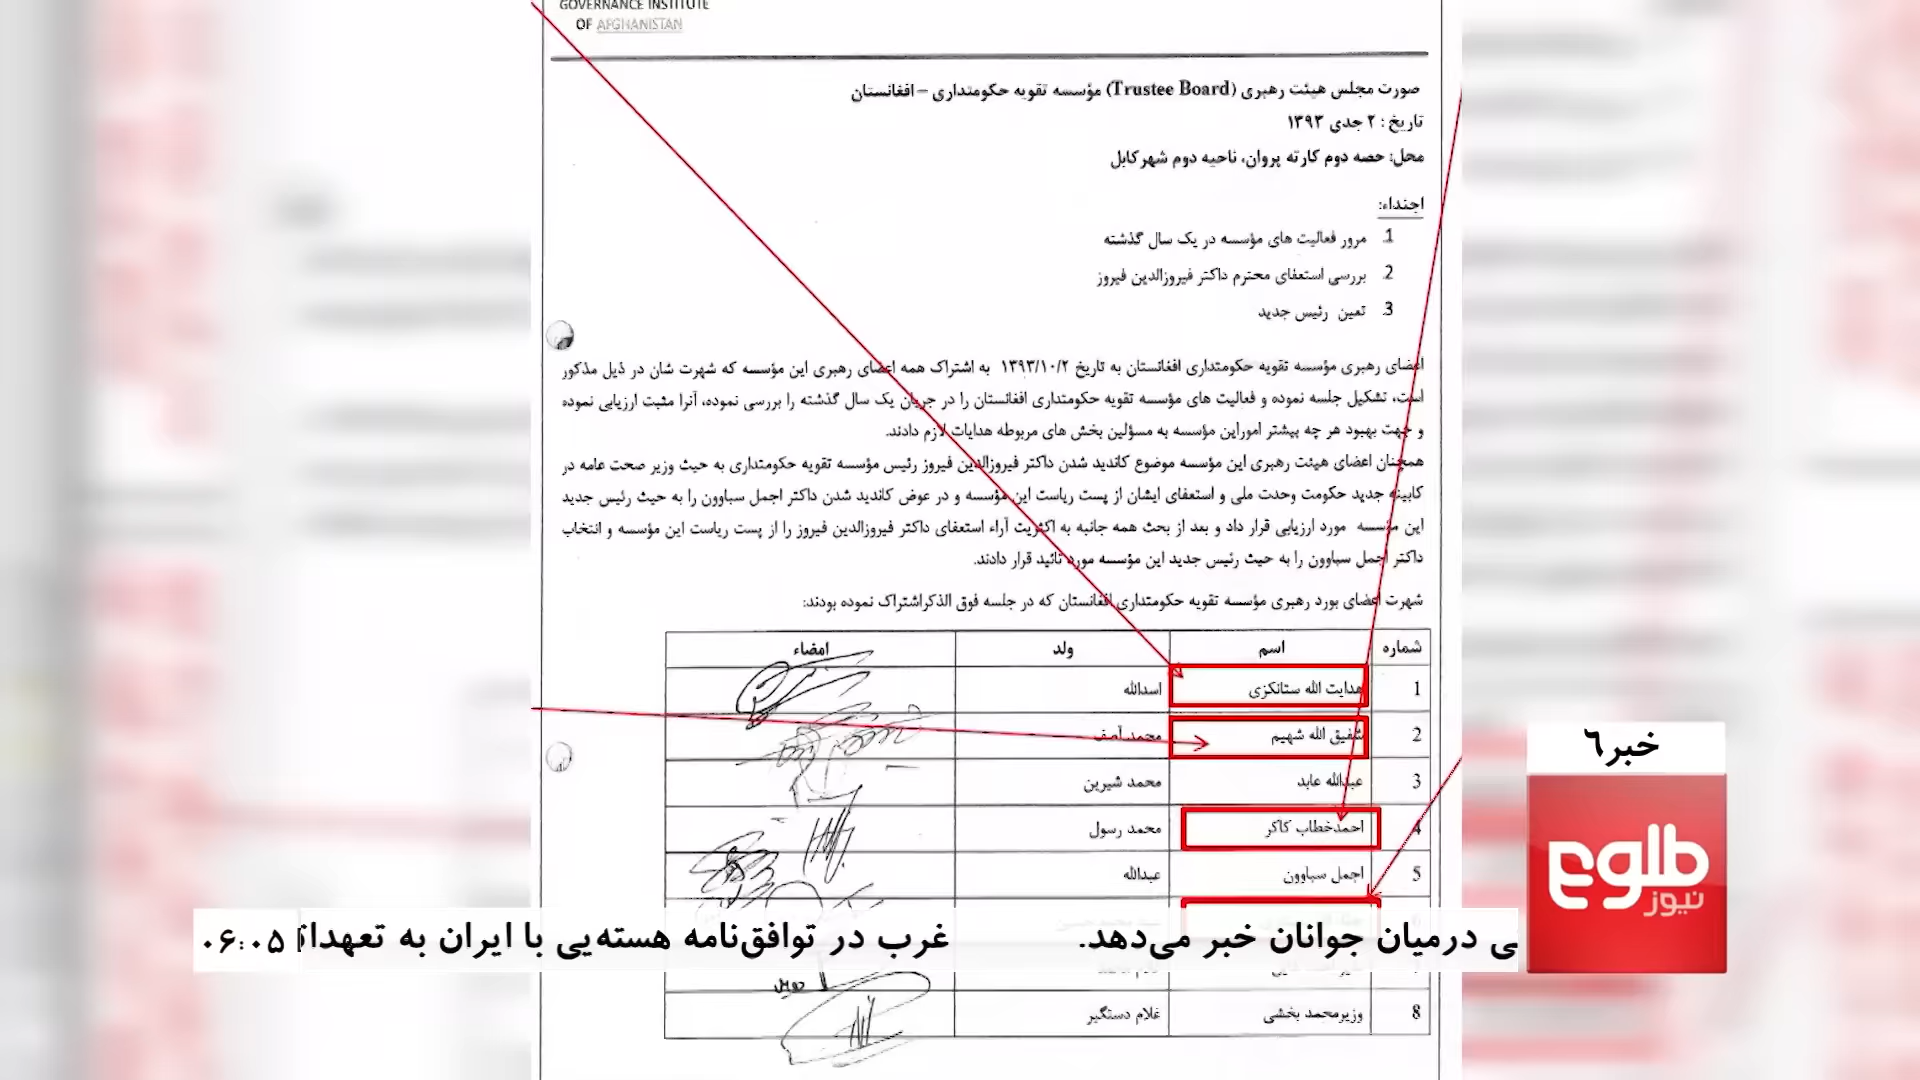 GOVERNANCE INSTITUTE
OF AFGHANISTAN
صورت مجلس هیئت رهبری (Trustee Board) مؤسسه تقویه حکومتداری – افغانستان
تاریخ : ۲ جدی ۱۳۹۳
محل: حصه دوم کارته پروان، ناحیه دوم شهرکابل
اجنداء:
1. مرور فعالیت های مؤسسه در یک سال گذشته
2. بررسی استعفای محترم داکتر فیروزالدین فیروز
3. تعین رئیس جدید
اعضای رهبری مؤسسه تقویه حکومتداری افغانستان به تاریخ ۱۳۹۳/۱۰/۲ به اشتراک همه اعضای رهبری این مؤسسه که شهرت شان در ذیل مذکور
است، تشکیل جلسه نموده و فعالیت های مؤسسه تقویه حکومتداری افغانستان را در جریان یک سال گذشته را بررسی نموده، آنرا مثبت ارزیابی نموده
و جهت بهبود هر چه بیشتر اموراین مؤسسه به مسؤلین بخش های مربوطه هدایات لازم دادند.
همچنان اعضای هیئت رهبری این مؤسسه موضوع کاندید شدن داکتر فیروزالدین فیروز رئیس مؤسسه تقویه حکومتداری به حیث وزیر صحت عامه در
کابینه جدید حکومت وحدت ملی و استعفای ایشان از پست ریاست این مؤسسه و در عوض کاندید شدن داکتر اجمل سباوون را به حیث رئیس جدید
این مؤسسه مورد ارزیابی قرار داد و بعد از بحث همه جانبه به اکثریت آراء استعفای داکتر فیروزالدین فیروز را از پست ریاست این مؤسسه و انتخاب
داکتر اجمل سباوون را به حیث رئیس جدید این مؤسسه مورد تائید قرار دادند.
شهرت اعضای بورد رهبری مؤسسه تقویه حکومتداری افغانستان که در جلسه فوق الذکراشتراک نموده بودند:
شماره اسم ولد امضاء
1 هدایت الله ستانکزی اسدالله
2 شفیق الله شهیم محمد آصف
3 عبدالله عابد محمد شیرین
4 احمدخطاب کاکر محمد رسول
5 اجمل سباوون عبدالله
8 وزیرمحمد بخشی غلام دستگیر
خبر٦
طلوع
نیوز
ی درمیان جوانان خبر می‌دهد. غرب در توافق‌نامه هسته‌یی با ایران به تعهدات
۰۶:۰۵